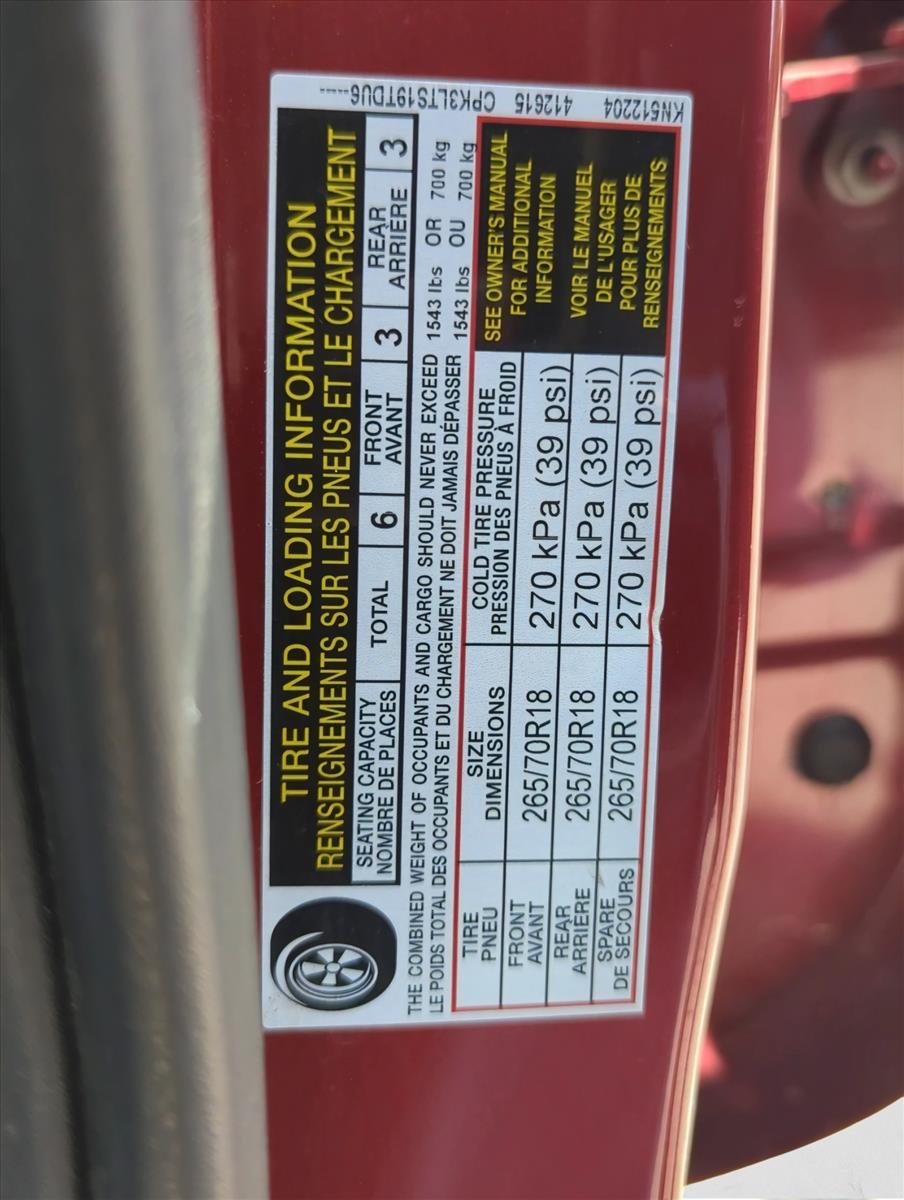 TIRE AND LOADING INFORMATION
RENSEIGNEMENTS SUR LES PNEUS ET LE CHARGEMENT
SEATING CAPACITY
NOMBRE DE PLACES
TOTAL 6
FRONT
AVANT
3
REAR
ARRIÈRE
3
THE COMBINED WEIGHT OF OCCUPANTS AND CARGO SHOULD NEVER EXCEED 1543 lbs OR 700 kg
LE POIDS TOTAL DES OCCUPANTS ET DU CHARGEMENT NE DOIT JAMAIS DÉPASSER 1543 lbs OU 700 kg
TIRE
PNEU
SIZE
DIMENSIONS
COLD TIRE PRESSURE
PRESSION DES PNEUS À FROID
FRONT
AVANT
265/70R18 270 kPa (39 psi)
REAR
ARRIÈRE
265/70R18 270 kPa (39 psi)
SPARE
DE SECOURS
265/70R18 270 kPa (39 psi)
SEE OWNER'S MANUAL
FOR ADDITIONAL
INFORMATION
VOIR LE MANUEL
DE L'USAGER
POUR PLUS DE
RENSEIGNEMENTS
KN512204 412615 CPK3LTS19TDU6-----